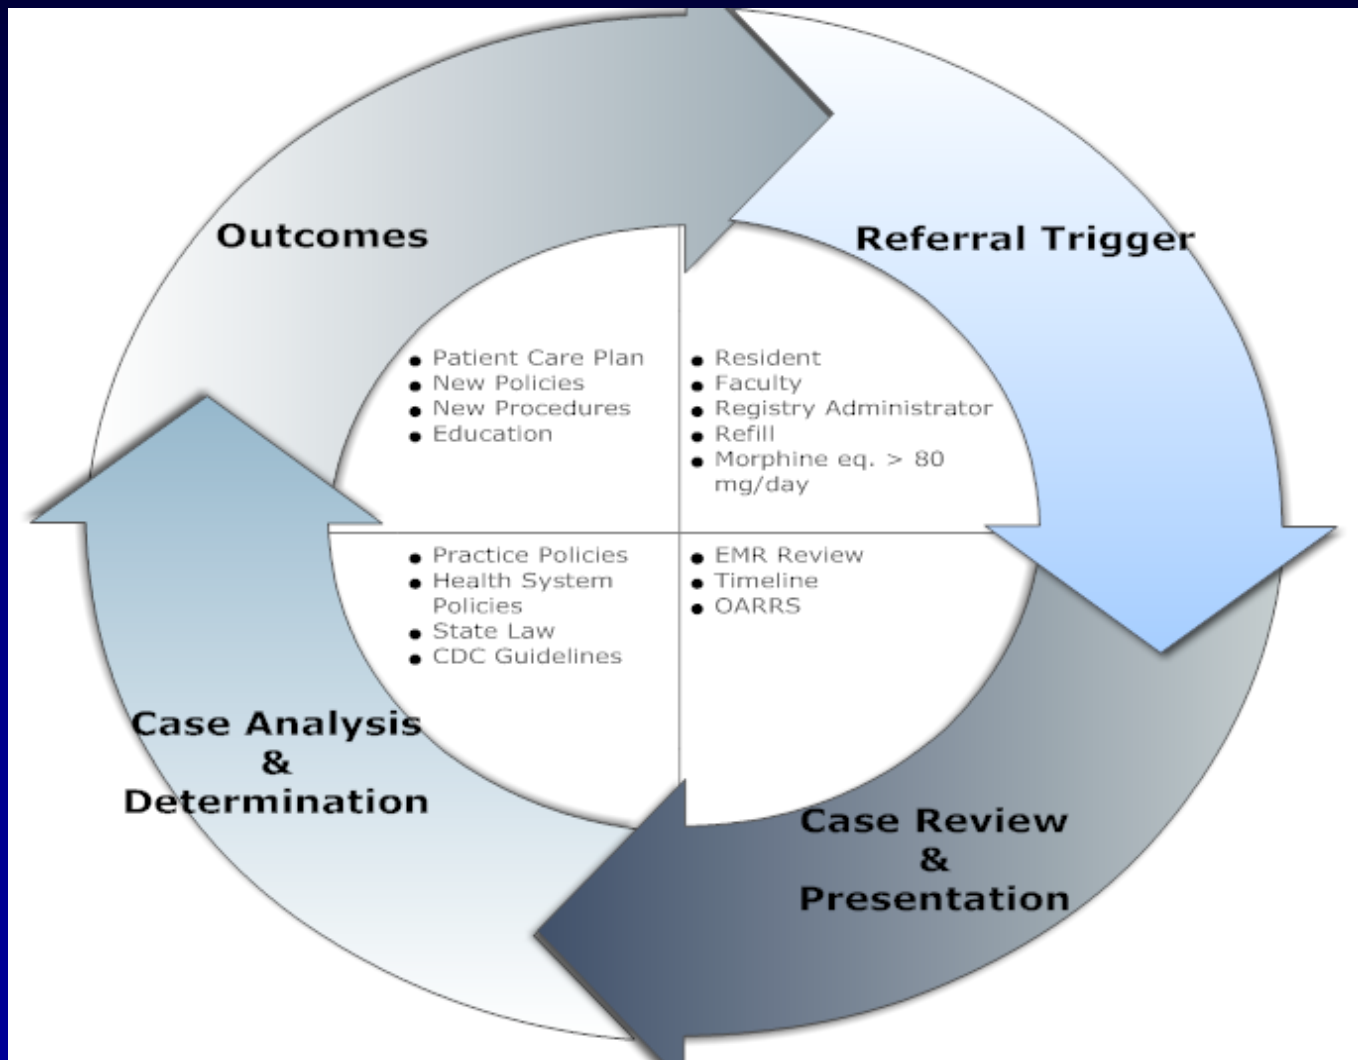 Outcomes
Referral Trigger
● Patient Care Plan
● New Policies
● New Procedures
● Education
● Resident
● Faculty
● Registry Administrator
● Refill
● Morphine eq. > 80
mg/day
● Practice Policies
● Health System
Policies
● State Law
● CDC Guidelines
● EMR Review
● Timeline
● OARRS
Case Analysis
&
Determination
Case Review
&
Presentation